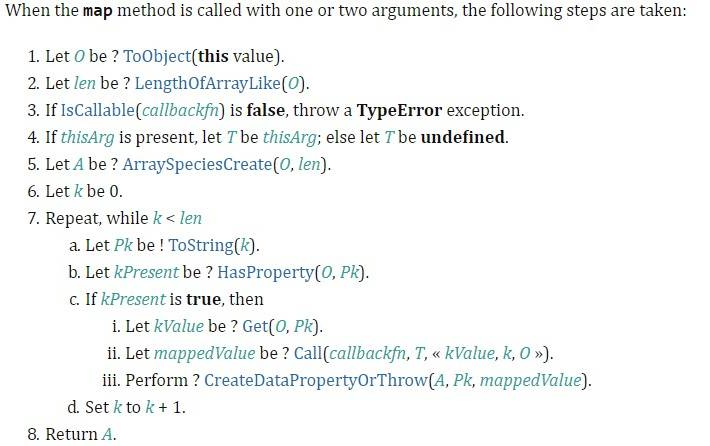 When the map method is called with one or two arguments, the following steps are taken:
1. Let O be ? ToObject(this value).
2. Let len be ? LengthOfArrayLike(O).
3. If IsCallable(callbackfn) is false, throw a TypeError exception.
4. If thisArg is present, let T be thisArg; else let T be undefined.
5. Let A be ? ArraySpeciesCreate(O, len).
6. Let k be 0.
7. Repeat, while k < len
a. Let Pk be ! ToString(k).
b. Let kPresent be ? HasProperty(O, Pk).
c. If kPresent is true, then
i. Let kValue be ? Get(O, Pk).
ii. Let mappedValue be ? Call(callbackfn, T, « kValue, k, O »).
iii. Perform ? CreateDataPropertyOrThrow(A, Pk, mappedValue).
d. Set k to k + 1.
8. Return A.